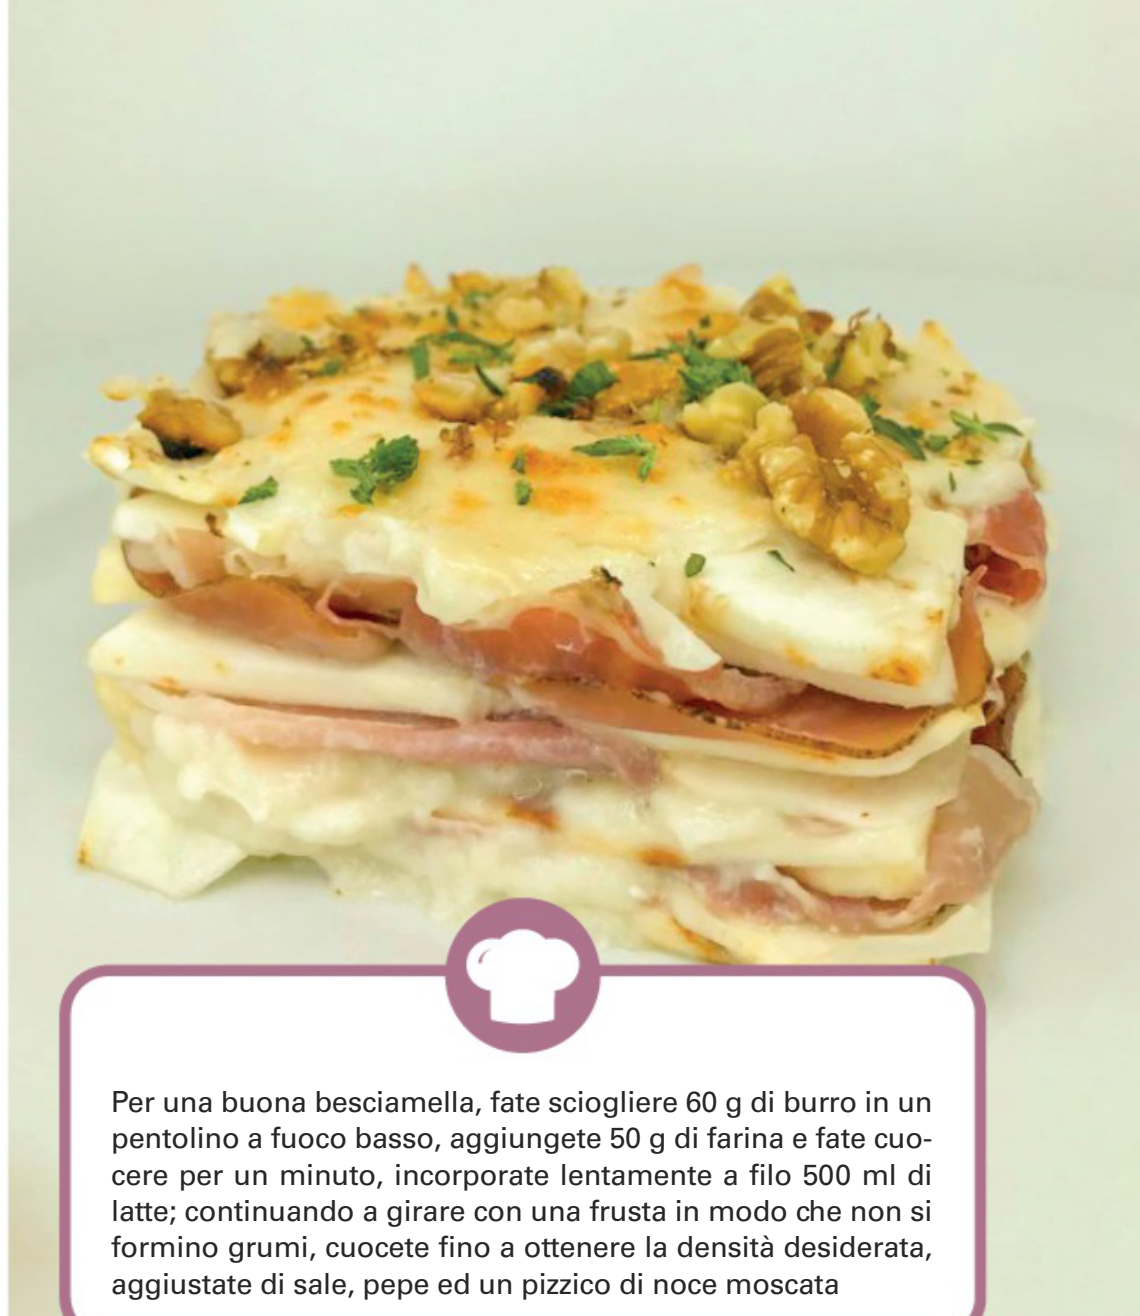 Per una buona besciamella, fate sciogliere 60 g di burro in un
pentolino a fuoco basso, aggiungete 50 g di farina e fate cuo-
cere per un minuto, incorporate lentamente a filo 500 ml di
latte; continuando a girare con una frusta in modo che non si
formino grumi, cuocete fino a ottenere la densità desiderata,
aggiustate di sale, pepe ed un pizzico di noce moscata